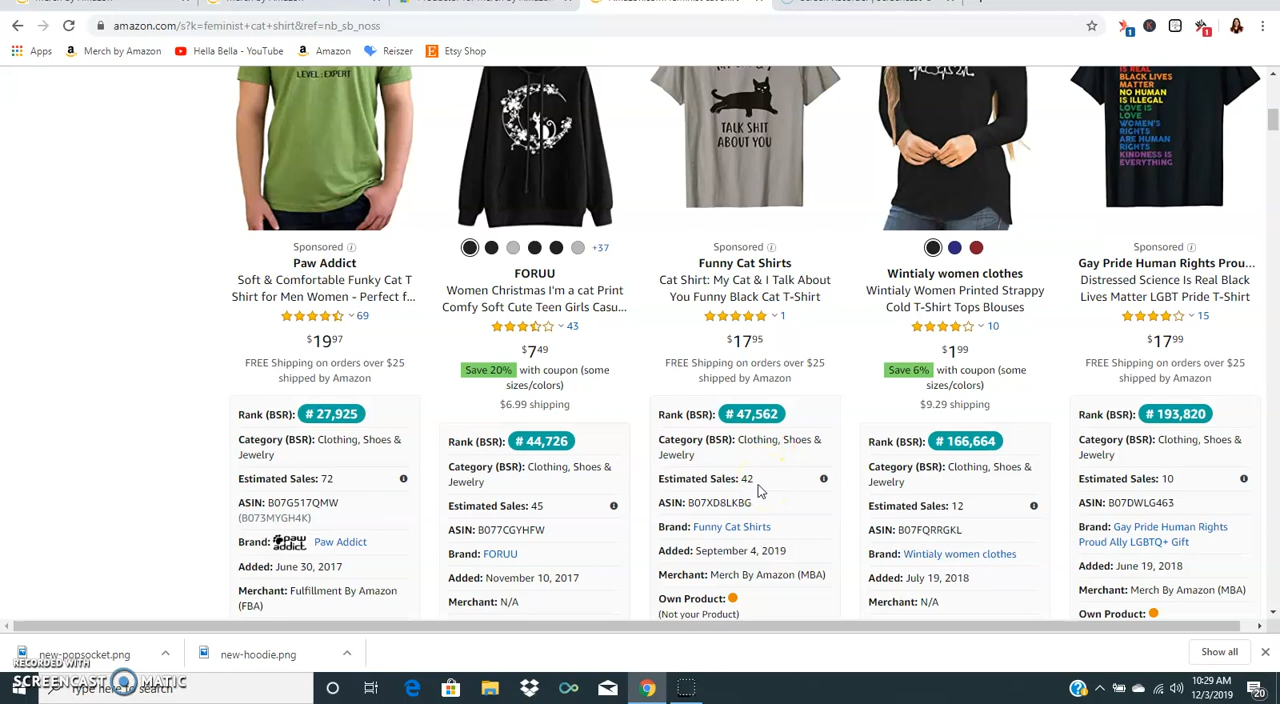 amazon.com/s?k=feminist+cat+shirt&ref=nb_sb_noss
Apps
Merch by Amazon
Hella Bella - YouTube
Amazon
Reiszer
Etsy Shop
LEVEL: EXPERT
TALK SHIT
ABOUT YOU
IS REAL
BLACK LIVES
MATTER
NO HUMAN
IS ILLEGAL
LOVE IS
LOVE
WOMEN'S
RIGHTS
ARE HUMAN
RIGHTS
KINDNESS IS
EVERYTHING
Sponsored
Paw Addict
Soft & Comfortable Funky Cat T
Shirt for Men Women - Perfect f...
69
$19.97
FREE Shipping on orders over $25
shipped by Amazon
Rank (BSR): # 27,925
Category (BSR): Clothing, Shoes &
Jewelry
Estimated Sales: 72
ASIN: B07G517QMW
(B073MYGH4K)
Brand: paw addict Paw Addict
Added: June 30, 2017
Merchant: Fulfillment By Amazon
(FBA)
+37
FORUU
Women Christmas I'm a cat Print
Comfy Soft Cute Teen Girls Casu...
43
$7.49
Save 20% with coupon (some
sizes/colors)
$6.99 shipping
Rank (BSR): # 44,726
Category (BSR): Clothing, Shoes &
Jewelry
Estimated Sales: 45
ASIN: B077CGYHFW
Brand: FORUU
Added: November 10, 2017
Merchant: N/A
Sponsored
Funny Cat Shirts
Cat Shirt: My Cat & I Talk About
You Funny Black Cat T-Shirt
1
$17.95
FREE Shipping on orders over $25
shipped by Amazon
Rank (BSR): # 47,562
Category (BSR): Clothing, Shoes &
Jewelry
Estimated Sales: 42
ASIN: B07XD8LKBG
Brand: Funny Cat Shirts
Added: September 4, 2019
Merchant: Merch By Amazon (MBA)
Own Product:
(Not your Product)
Wintialy women clothes
Wintialy Women Printed Strappy
Cold T-Shirt Tops Blouses
10
$1.99
Save 6% with coupon (some
sizes/colors)
$9.29 shipping
Rank (BSR): # 166,664
Category (BSR): Clothing, Shoes &
Jewelry
Estimated Sales: 12
ASIN: B07FQRRGKL
Brand: Wintialy women clothes
Added: July 19, 2018
Merchant: N/A
Sponsored
Gay Pride Human Rights Prou...
Distressed Science Is Real Black
Lives Matter LGBT Pride T-Shirt
15
$17.99
FREE Shipping on orders over $25
shipped by Amazon
Rank (BSR): # 193,820
Category (BSR): Clothing, Shoes &
Jewelry
Estimated Sales: 10
ASIN: B07DWLG463
Brand: Gay Pride Human Rights
Proud Ally LGBTQ+ Gift
Added: June 19, 2018
Merchant: Merch By Amazon (MBA)
Own Product:
new-popsocket.png
new-hoodie.png
Show all
RECORDED WITH
SCREENCAST MATIC
Type here to search
10:29 AM
12/3/2019
20